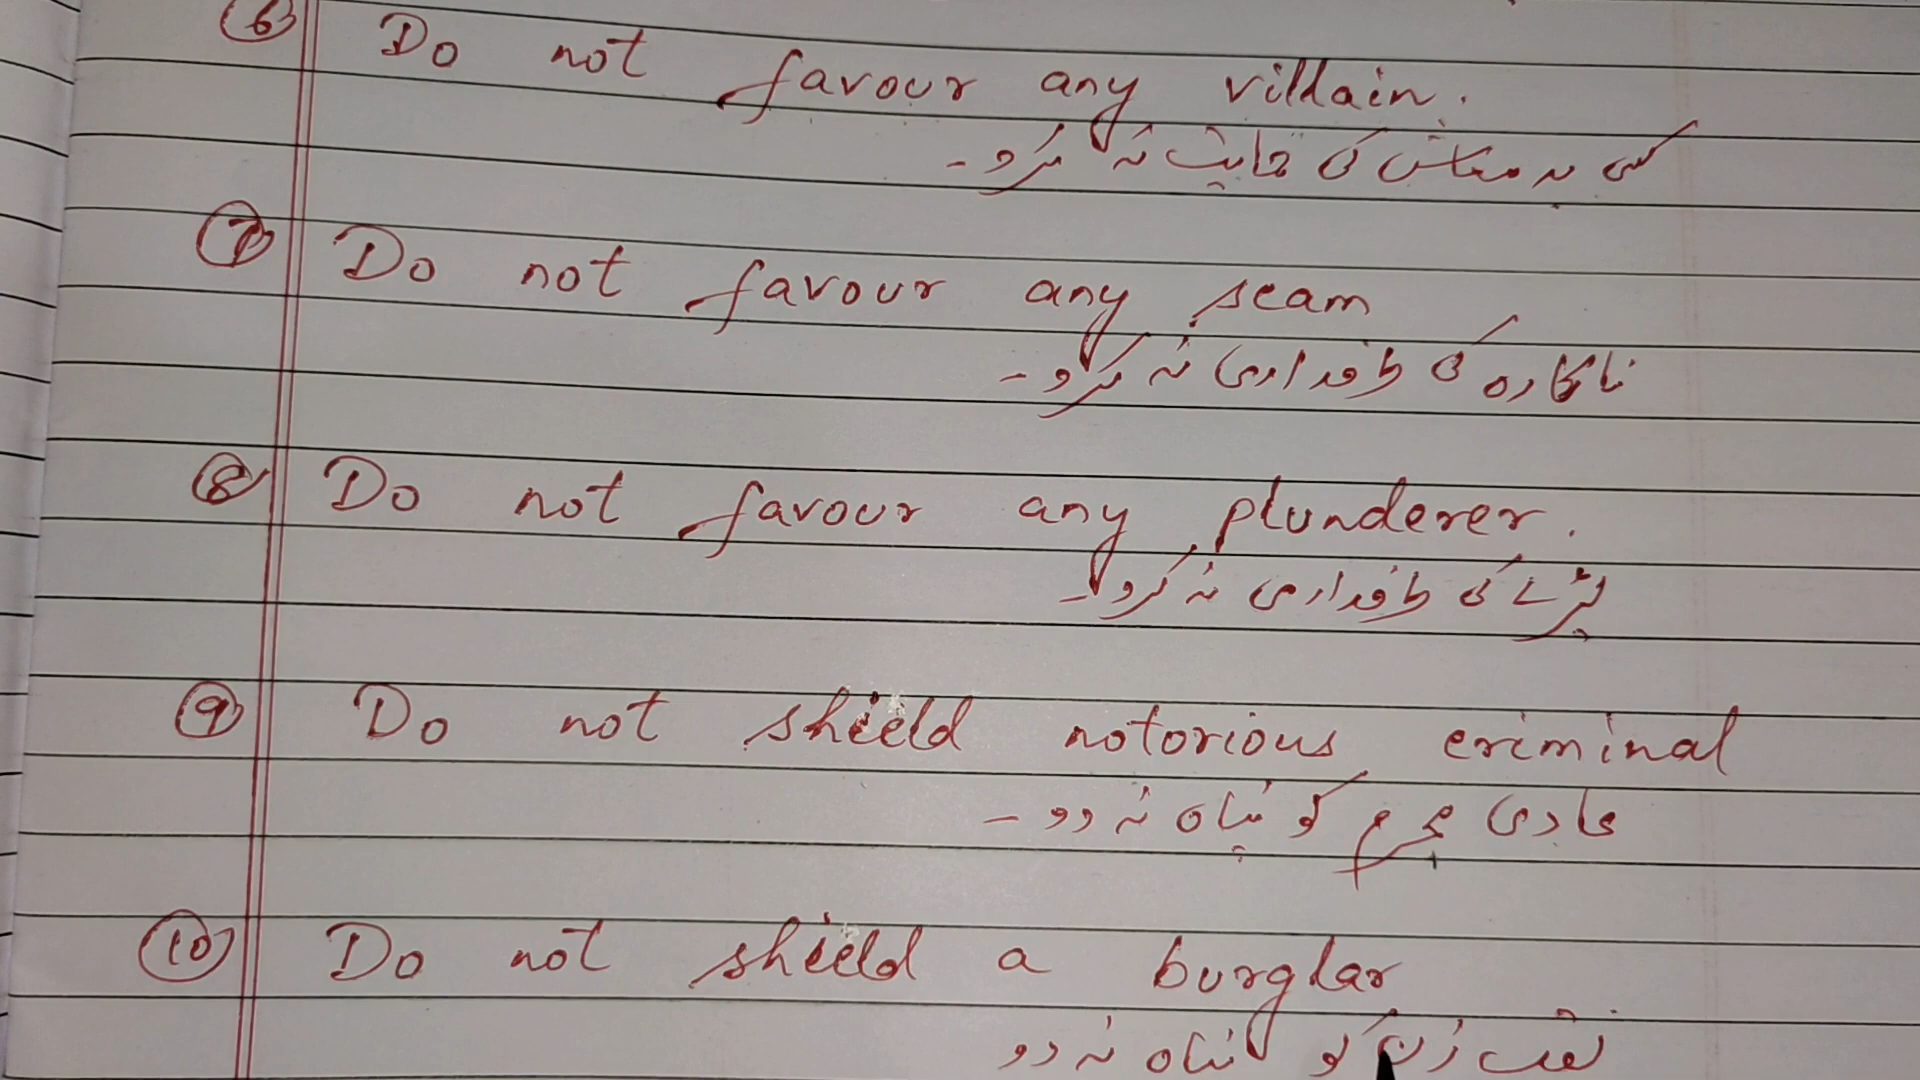 6 Do not favour any villain.
کسی بدمعاش کی حمایت نہ کرو۔
7 Do not favour any scam
ناکارہ کی طرفداری نہ کرو۔
8 Do not favour any plunderer.
لٹیرے کی طرفداری نہ کرو۔
9 Do not shield notorious criminal
عادی مجرم کو پناہ نہ دو۔
10 Do not shield a burglar
نقب زن کو پناہ نہ دو